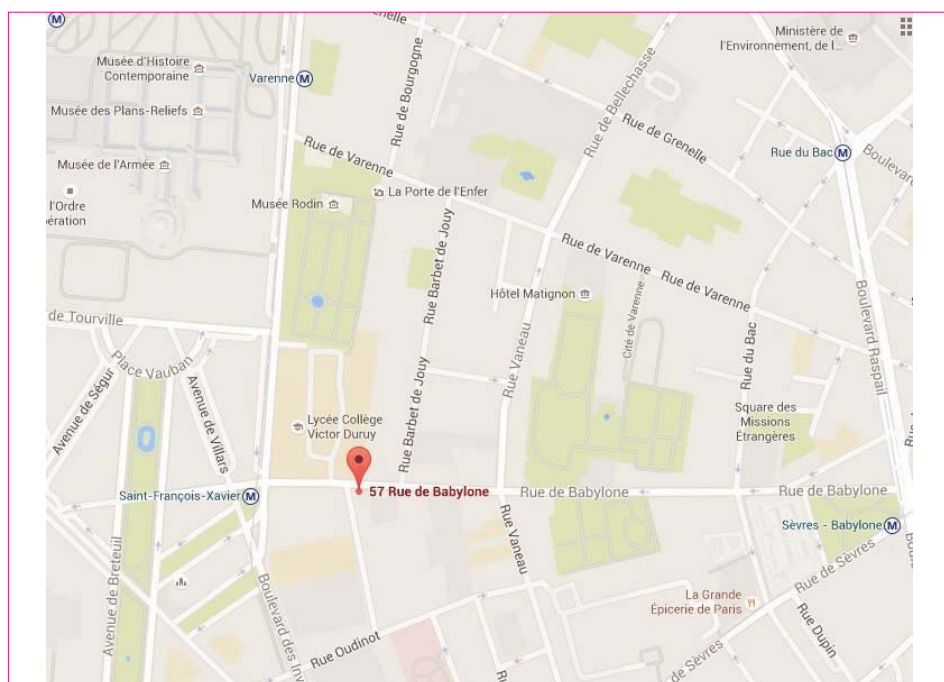 Ministère de
l'Environnement, de l...
Musée d'Histoire
Contemporaine
Varenne
Rue de Bourgogne
Rue de Bellechasse
Musée des Plans-Reliefs
Rue de Grenelle
Rue du Bac
Boulevard
Musée de l'Armée
Rue de Varenne
La Porte de l'Enfer
l'Ordre
ération
Musée Rodin
Rue Barbet de Jouy
Rue de Varenne
Rue de Varenne
Hôtel Matignon
Cité de Varenne
Boulevard Raspail
de Tourville
Place Vauban
Rue Vaneau
Rue du Bac
Avenue de Ségur
Avenue de Villars
Rue Barbet de Jouy
Lycée Collège
Victor Duruy
Square des
Missions
Étrangères
Saint-François-Xavier
57 Rue de Babylone
Rue de Babylone
Rue de Babylone
Rue Vaneau
Sèvres - Babylone
Avenue de Breteuil
Boulevard des Inv
Rue de Sèvres
La Grande
Épicerie de Paris
Rue Oudinot
Rue Dupin
de Sèvres